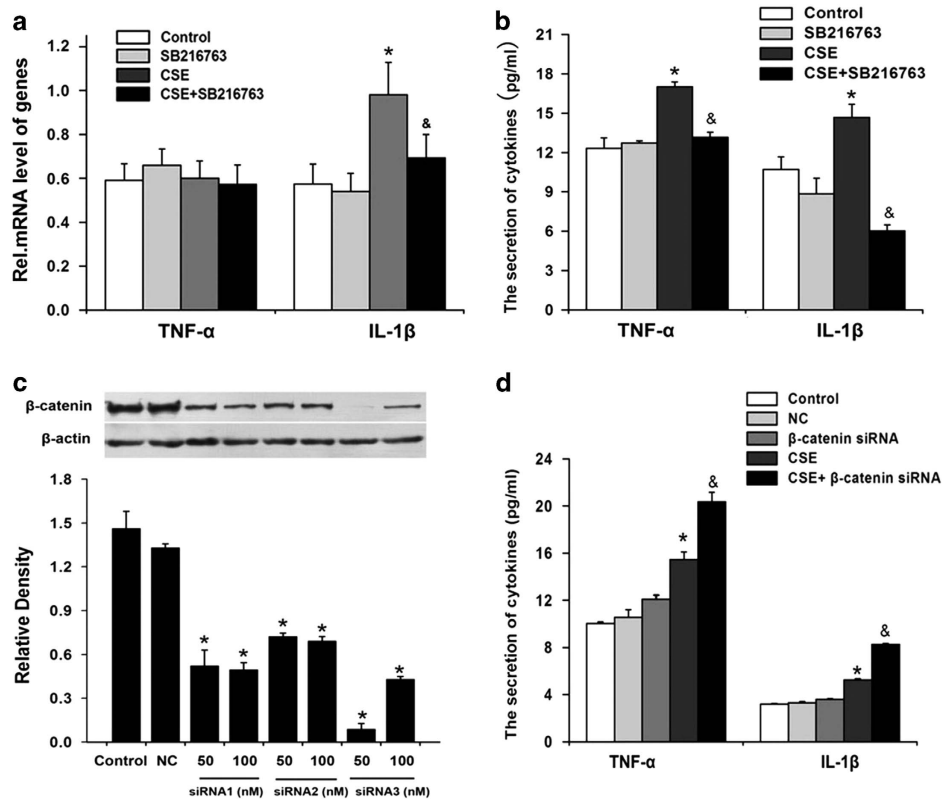 a
Rel.mRNA level of genes
1.2
1.0
0.8
0.6
0.4
0.2
0.0
Control
SB216763
CSE
CSE+SB216763
*
&
TNF-α
IL-1β
b
The secretion of cytokines (pg/ml)
18
15
12
9
6
3
0
Control
SB216763
CSE
CSE+SB216763
*
&
*
&
TNF-α
IL-1β
c
β-catenin
β-actin
Relative Density
1.8
1.5
1.2
0.9
0.6
0.3
0.0
*
*
*
*
*
*
Control NC 50 100 50 100 50 100
siRNA1 (nM) siRNA2 (nM) siRNA3 (nM)
d
Control
NC
β-catenin siRNA
CSE
CSE+ β-catenin siRNA
The secretion of cytokines (pg/ml)
24
20
16
12
8
4
0
*
&
*
&
TNF-α
IL-1β